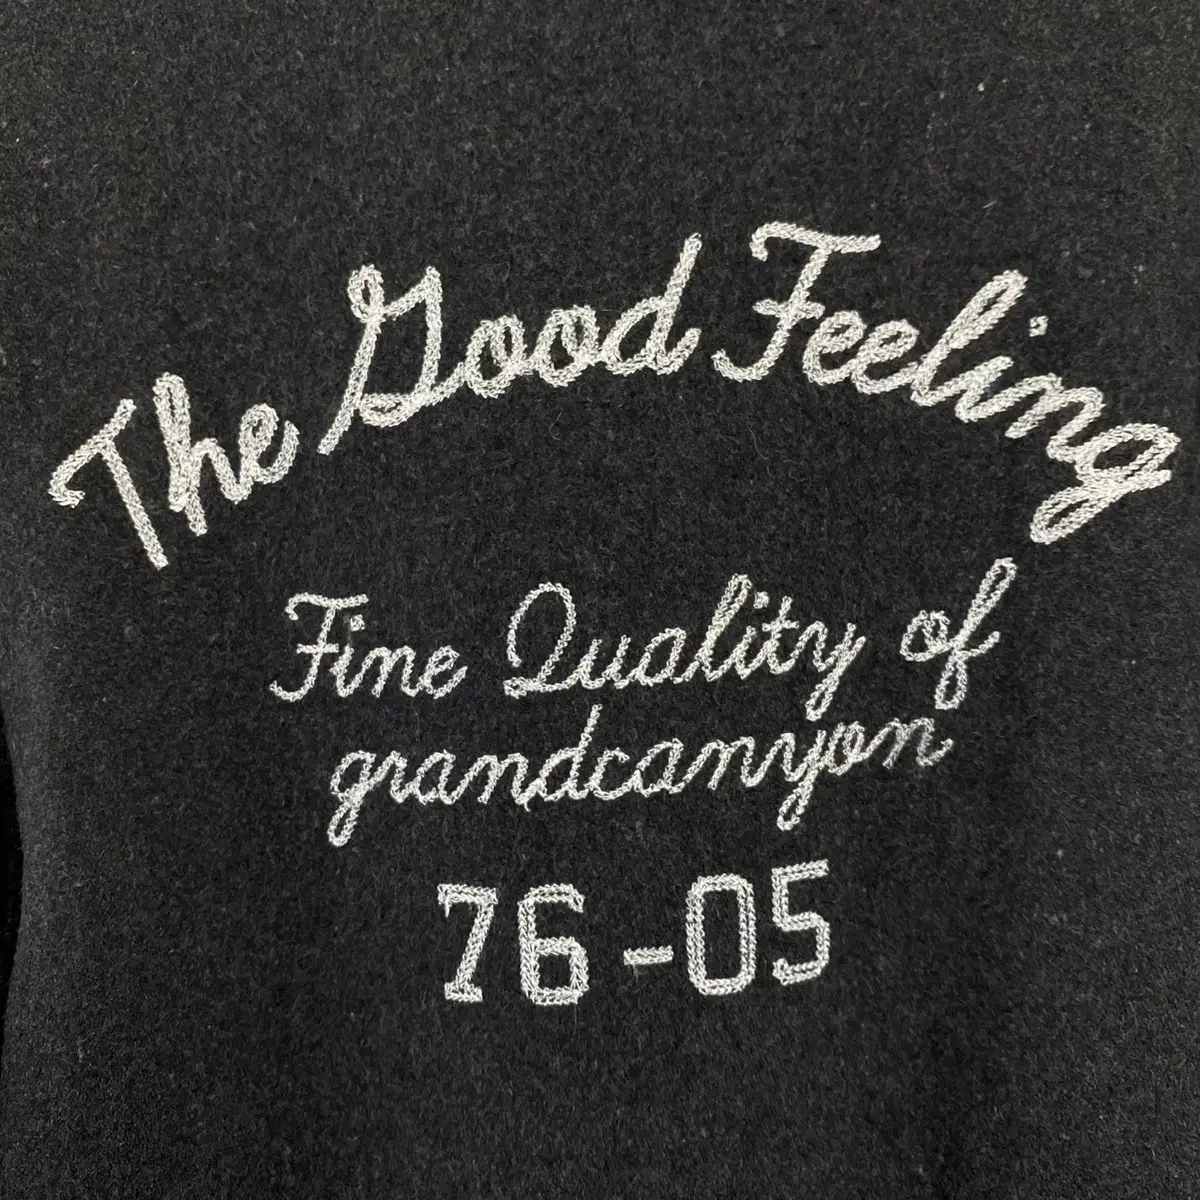 The Good Feeling
Fine Quality of
grandcanyon
76-05